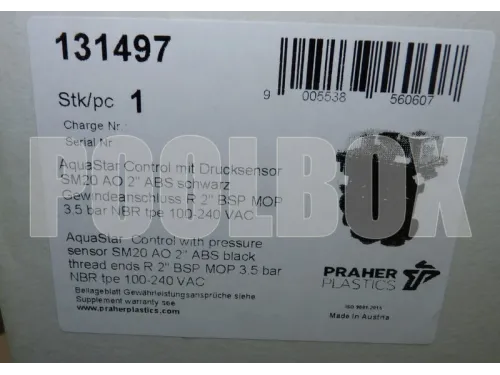 131497
Stk/pc 1
Charge Nr.:
Serial Nr
9 005538 560607
AquaStar Control mit Drucksensor
SM20 AO 2" ABS schwarz
Gewindeanschluss R 2" BSP MOP
3.5 bar NBR tpe 100-240 VAC
TOOLBOX
AquaStar Control with pressure
sensor SM20 AO 2" ABS black
thread ends R 2" BSP MOP 3.5 bar
NBR tpe 100-240 VAC
Beilageblatt Gewährleistungsansprüche siehe
Supplement warranty see
www.praherplastics.com
PRAHER
PLASTICS
Made in Austria